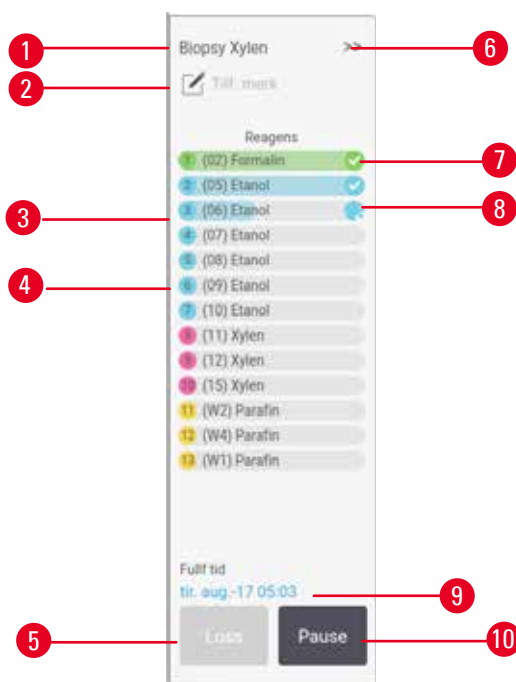 1 Biopsy Xylen >> 6
2 Tilf. merk
Reagens
1 (02) Formalin 7
2 (05) Etanol
3 3 (06) Etanol 8
4 (07) Etanol
5 (08) Etanol
4 6 (09) Etanol
7 (10) Etanol
8 (11) Xylen
9 (12) Xylen
10 (15) Xylen
11 (W2) Parafin
12 (W4) Parafin
13 (W1) Parafin
Fullf tid
tir. aug.-17 05:03 9
5 Loss Pause 10